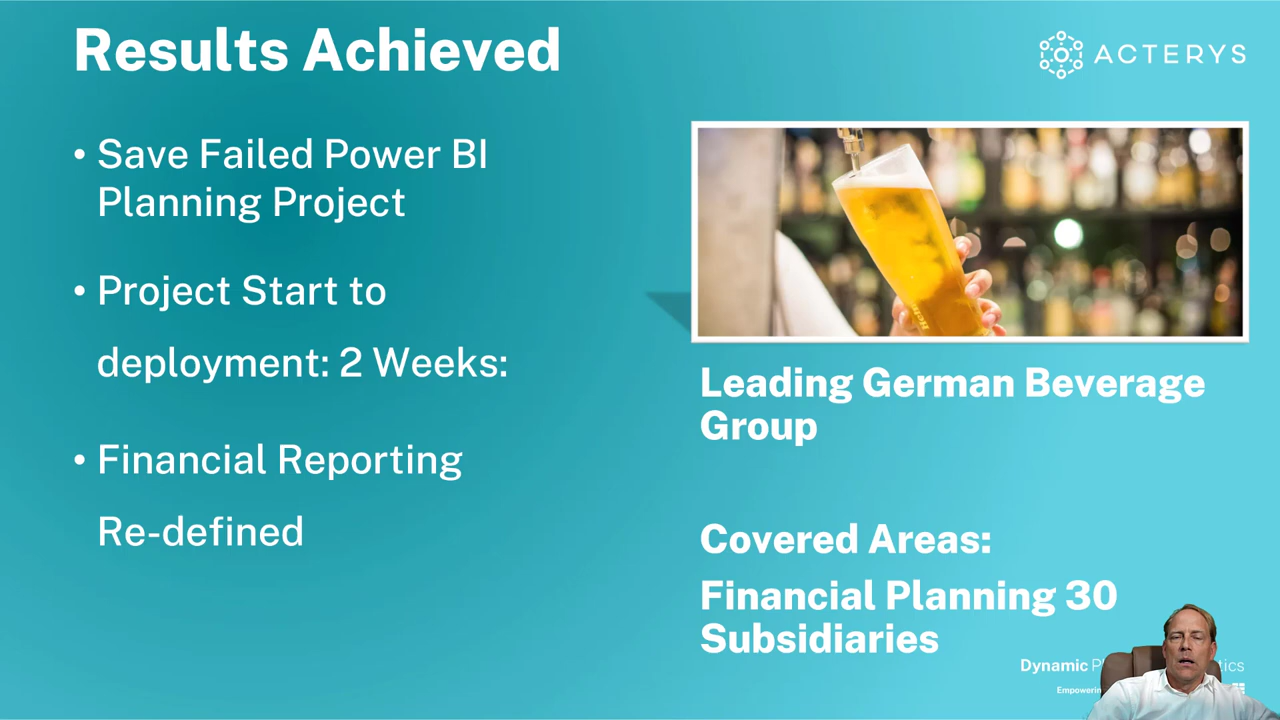 Results Achieved
ACTERYS
• Save Failed Power BI
Planning Project
• Project Start to
deployment: 2 Weeks:
• Financial Reporting
Re-defined
Leading German Beverage
Group
Covered Areas:
Financial Planning 30
Subsidiaries
Dynamic